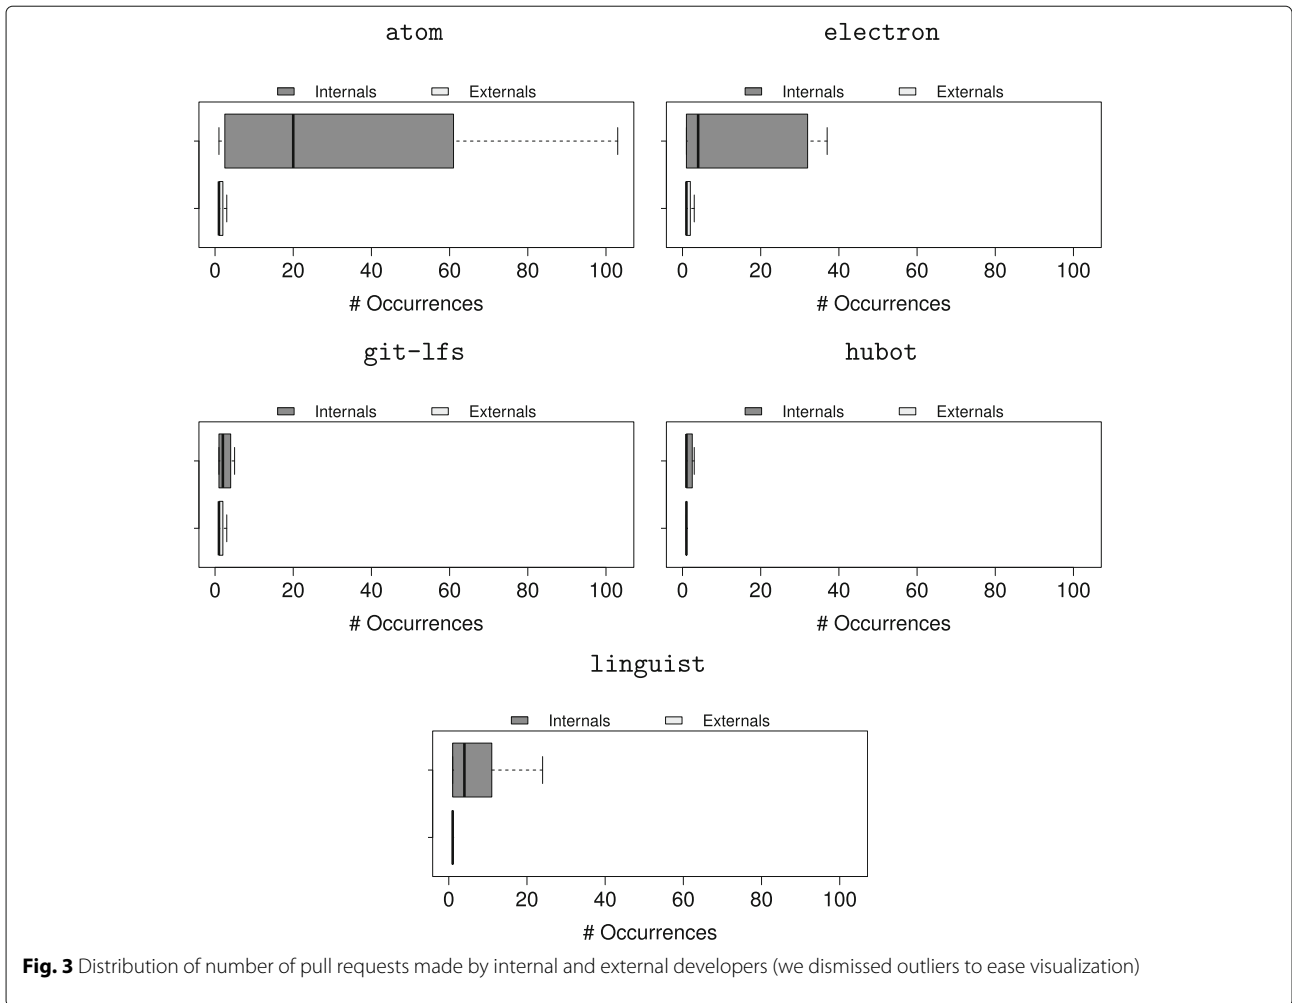 atom
electron
Internals Externals
Internals Externals
0 20 40 60 80 100
0 20 40 60 80 100
# Occurrences
# Occurrences
git-lfs
hubot
Internals Externals
Internals Externals
0 20 40 60 80 100
0 20 40 60 80 100
# Occurrences
# Occurrences
linguist
Internals Externals
0 20 40 60 80 100
# Occurrences
Fig. 3 Distribution of number of pull requests made by internal and external developers (we dismissed outliers to ease visualization)